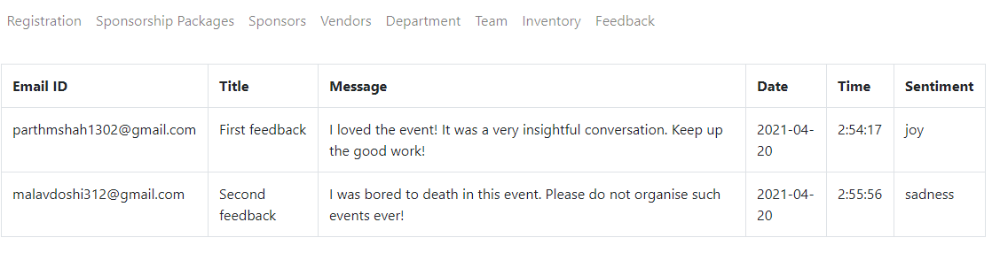 Registration Sponsorship Packages Sponsors Vendors Department Team Inventory Feedback
Email ID Title Message Date Time Sentiment
parthmshah1302@gmail.com First feedback I loved the event! It was a very insightful conversation. Keep up 2021-04- 2:54:17 joy
the good work! 20
malavdoshi312@gmail.com Second I was bored to death in this event. Please do not organise such 2021-04- 2:55:56 sadness
feedback events ever! 20